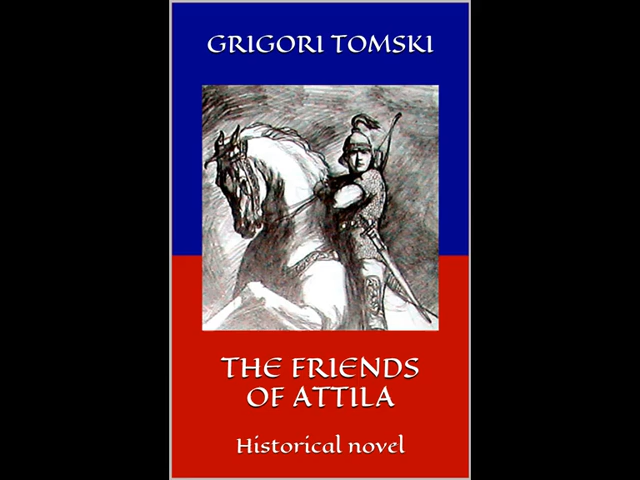 GRIGORI TOMSKI
THE FRIENDS
OF ATTILA
Historical novel